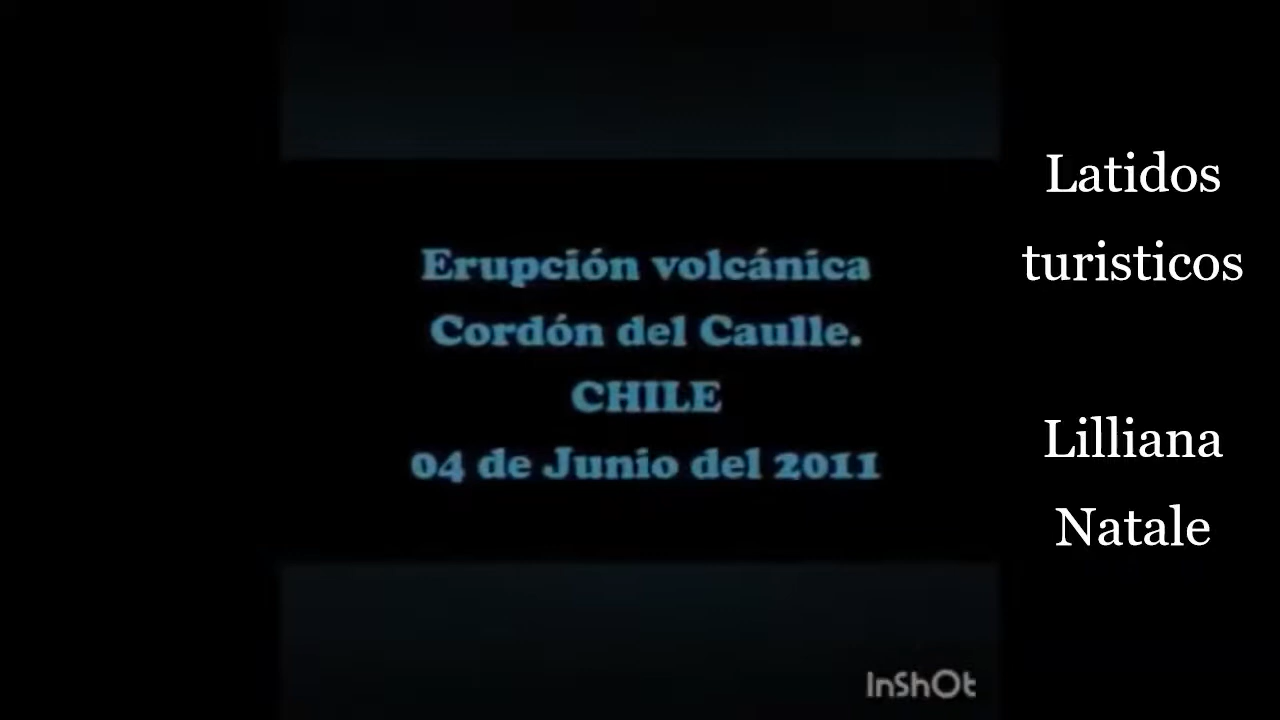 Erupción volcánica
Cordón del Caulle.
CHILE
04 de Junio del 2011
Latidos
turisticos
Lilliana
Natale
InShOt